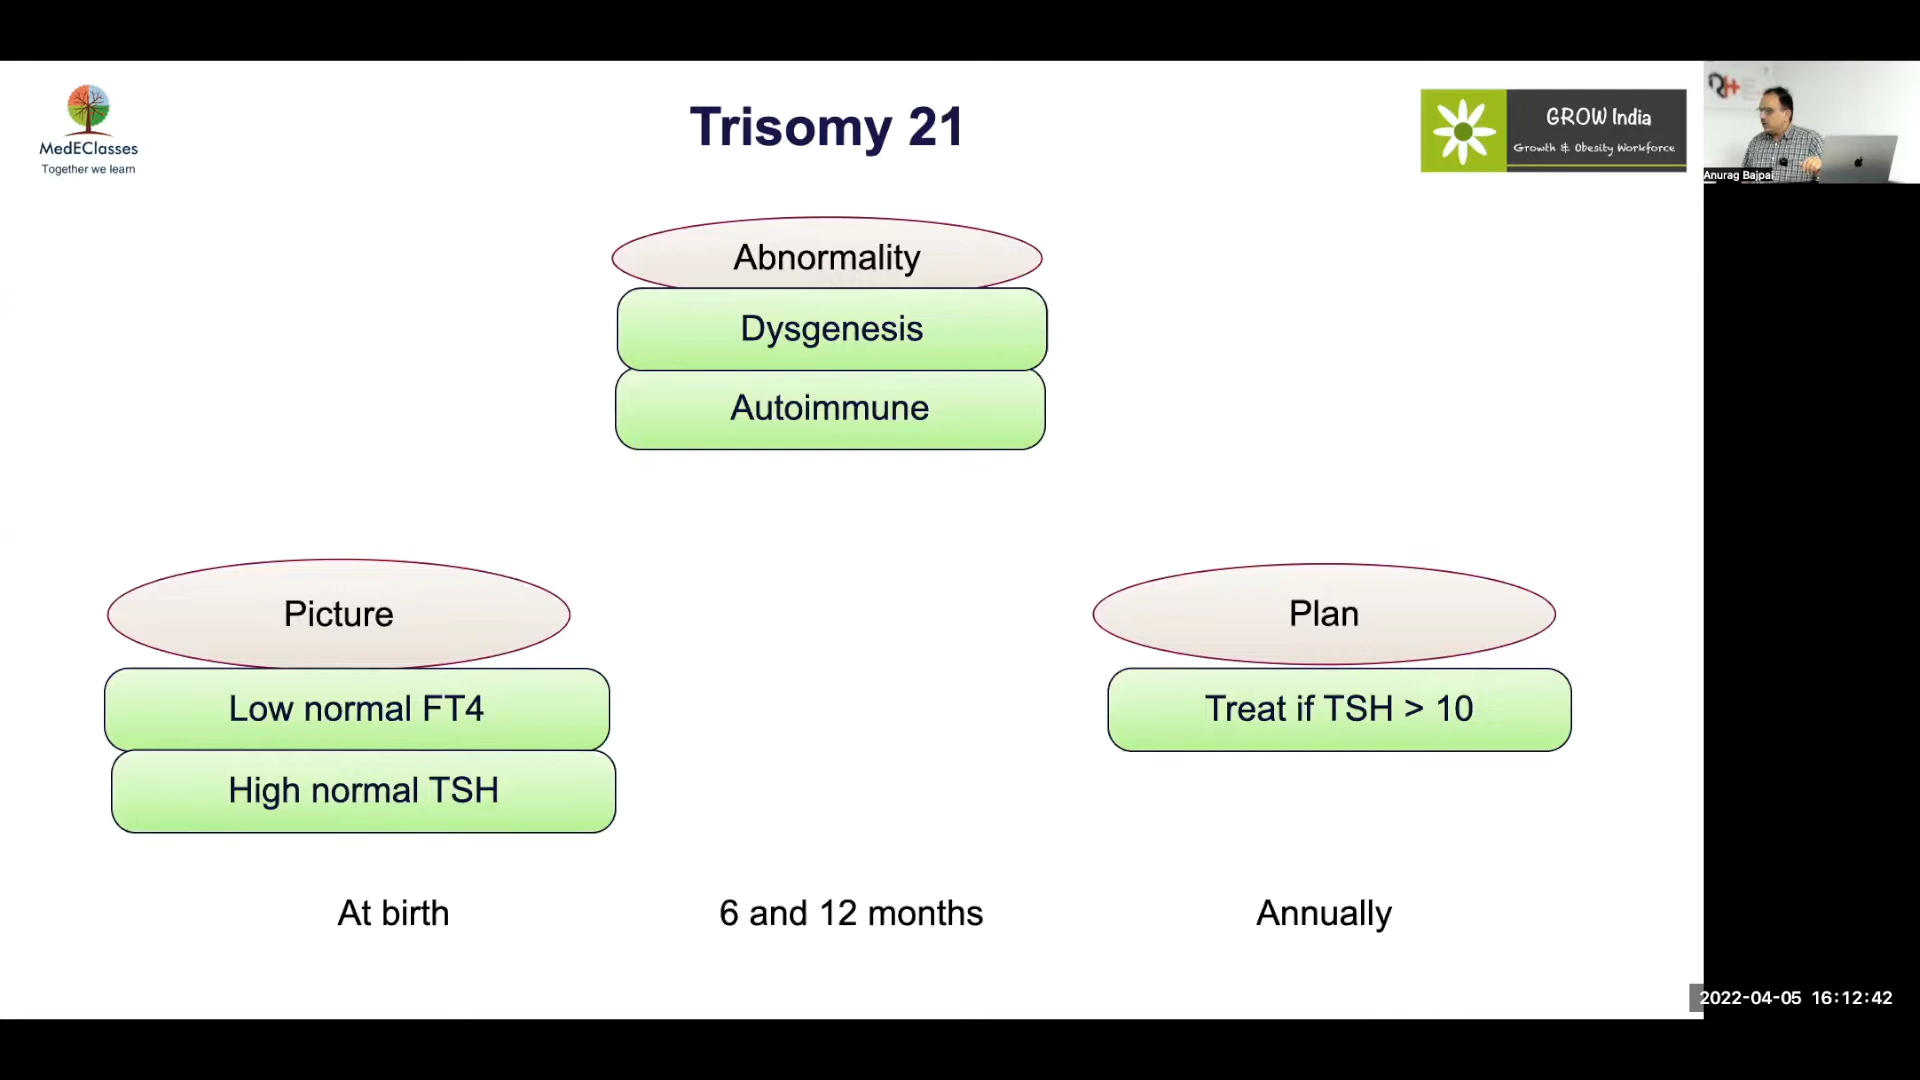 MedEClasses
Together we learn
Trisomy 21
GROW India
Growth & Obesity Workforce
Anurag Bajpai
Abnormality
Dysgenesis
Autoimmune
Picture
Low normal FT4
High normal TSH
Plan
Treat if TSH > 10
At birth
6 and 12 months
Annually
2022-04-05 16:12:42